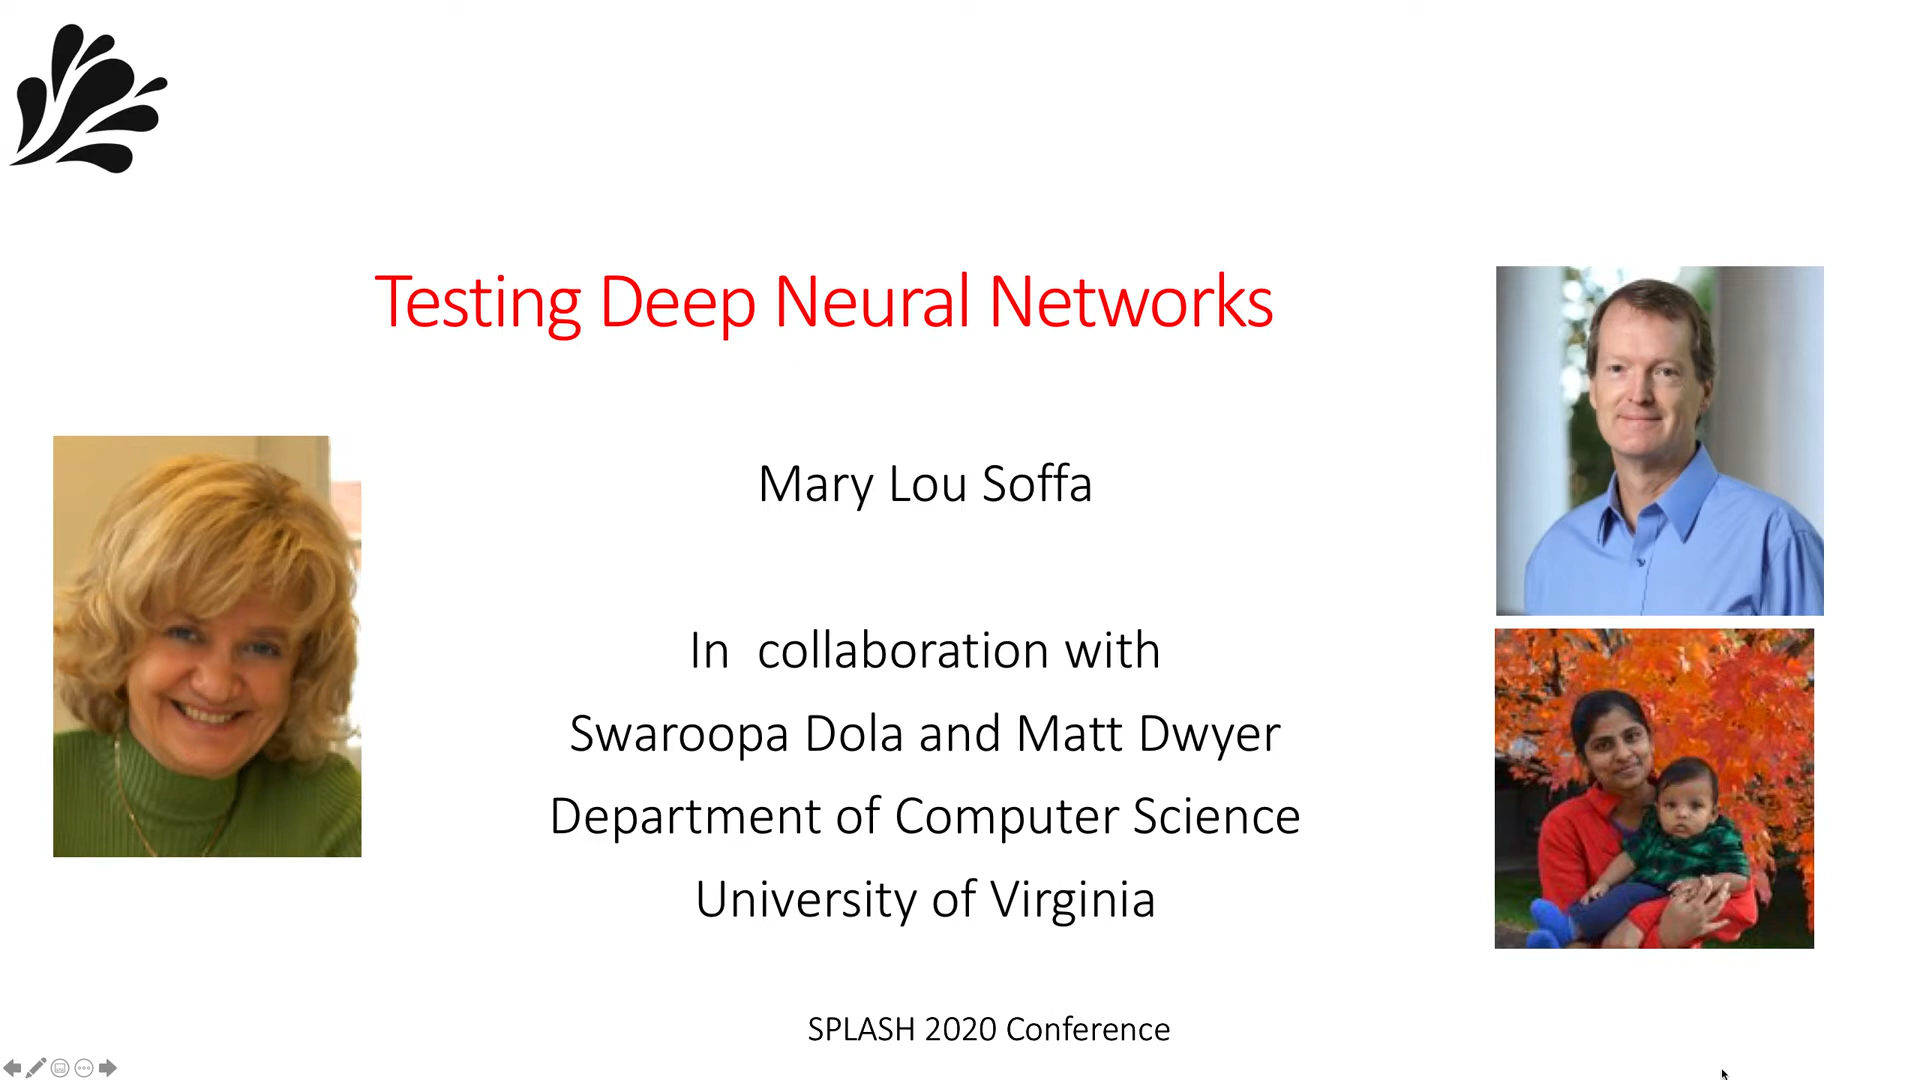 Testing Deep Neural Networks
Mary Lou Soffa
In collaboration with
Swaroopa Dola and Matt Dwyer
Department of Computer Science
University of Virginia
SPLASH 2020 Conference